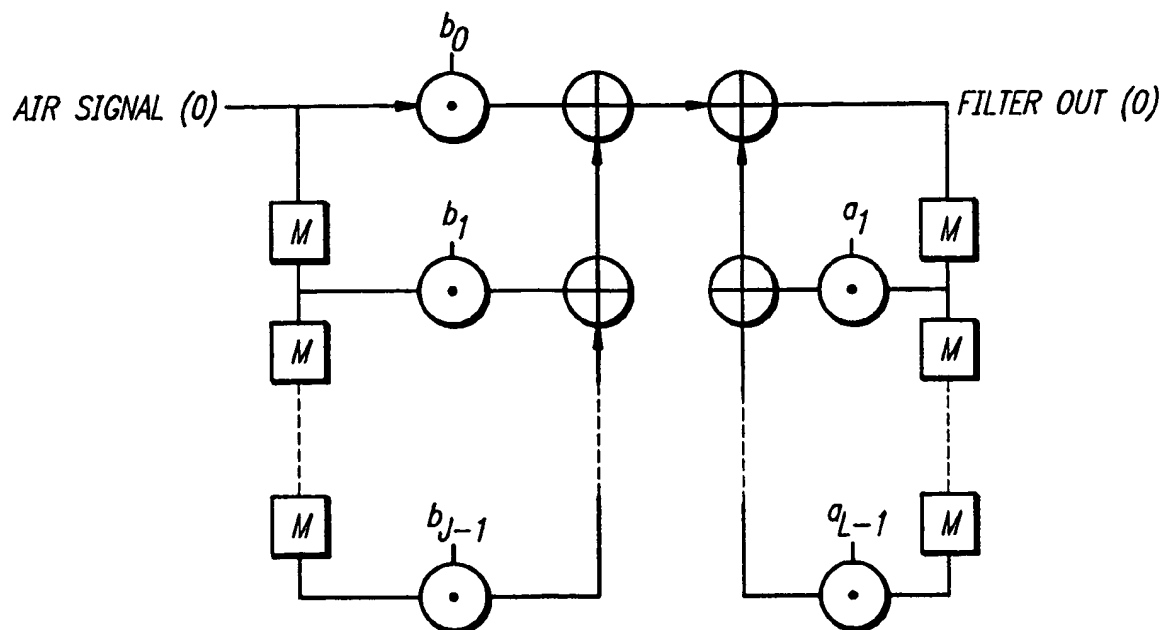 b0
AIR SIGNAL (0)
FILTER OUT (0)
M
M
b1
a1
M
M
M
M
bJ-1
aL-1